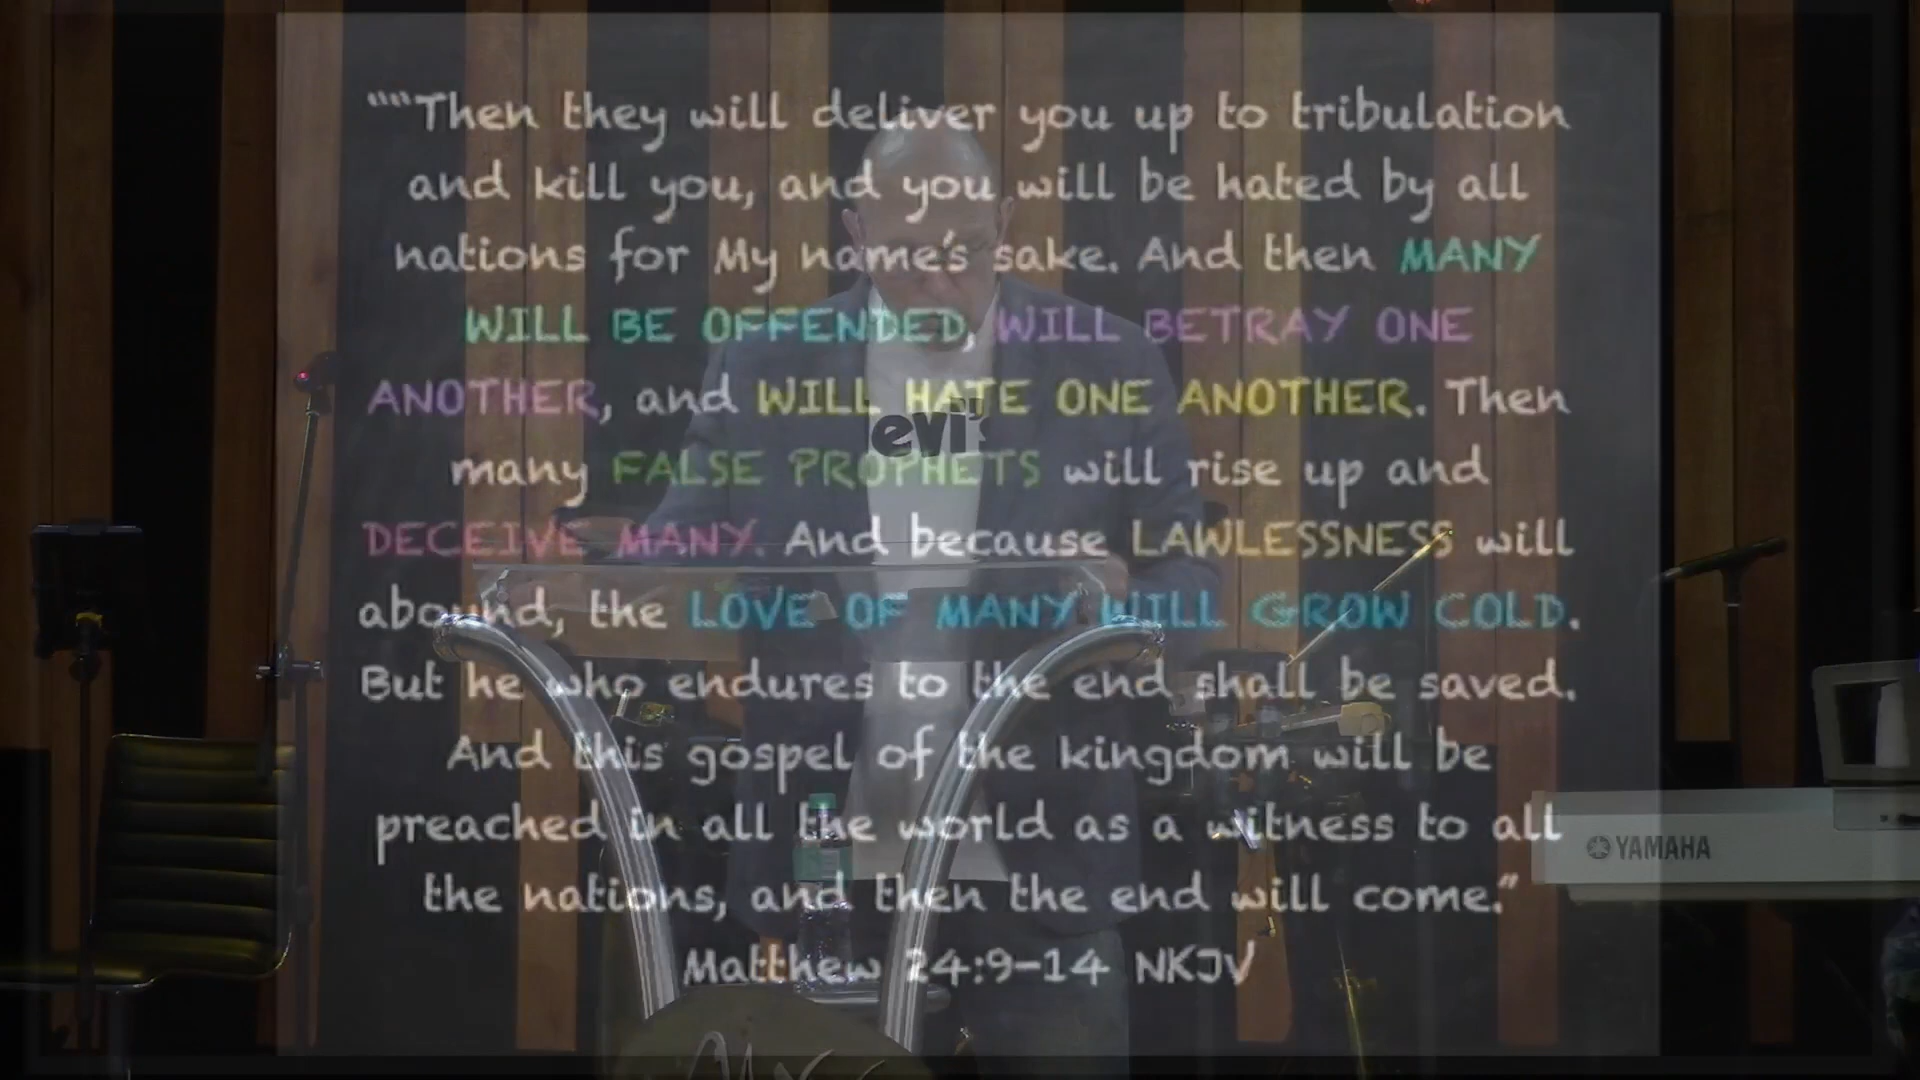 ""Then they will deliver you up to tribulation
and kill you, and you will be hated by all
nations for My name's sake. And then MANY
WILL BE OFFENDED, WILL BETRAY ONE
ANOTHER, and WILL HATE ONE ANOTHER. Then
many FALSE PROPHETS will rise up and
DECEIVE MANY. And because LAWLESSNESS will
abound, the LOVE OF MANY WILL GROW COLD.
But he who endures to the end shall be saved.
And this gospel of the kingdom will be
preached in all the world as a witness to all
the nations, and then the end will come."
Matthew 24:9-14 NKJV
evi's
YAMAHA